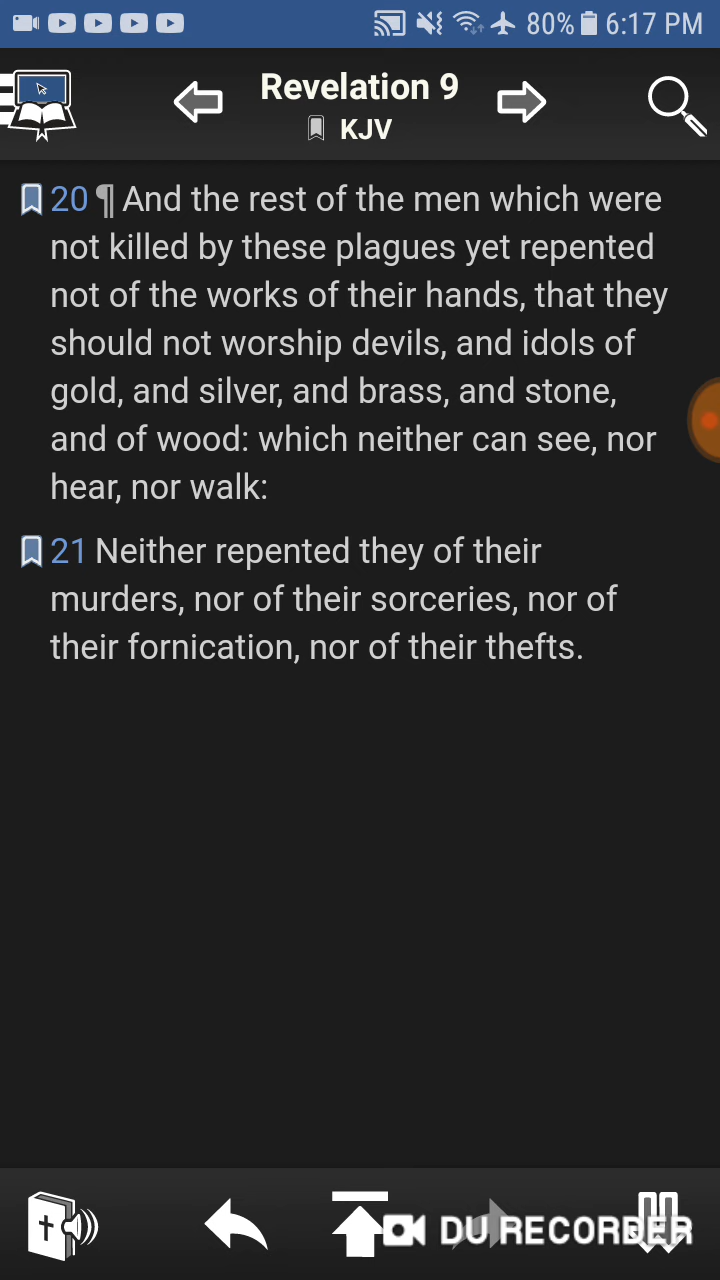 80% 6:17 PM
Revelation 9
KJV
20 ¶ And the rest of the men which were
not killed by these plagues yet repented
not of the works of their hands, that they
should not worship devils, and idols of
gold, and silver, and brass, and stone,
and of wood: which neither can see, nor
hear, nor walk:
21 Neither repented they of their
murders, nor of their sorceries, nor of
their fornication, nor of their thefts.
DU RECORDER